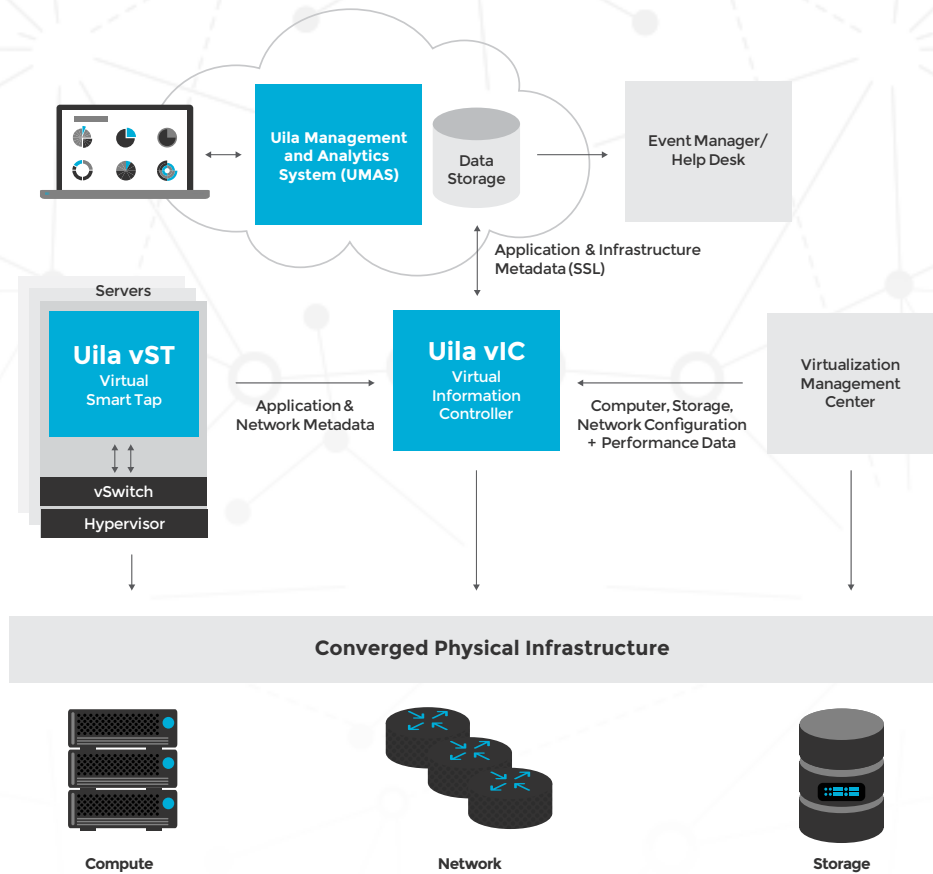 Uila Management
and Analytics
System (UMAS)
Data
Storage
Event Manager/
Help Desk
Application & Infrastructure
Metadata (SSL)
Servers
Uila vST
Virtual
Smart Tap
vSwitch
Hypervisor
Application &
Network Metadata
Uila vIC
Virtual
Information
Controller
Computer, Storage,
Network Configuration
+ Performance Data
Virtualization
Management
Center
Converged Physical Infrastructure
Compute
Network
Storage